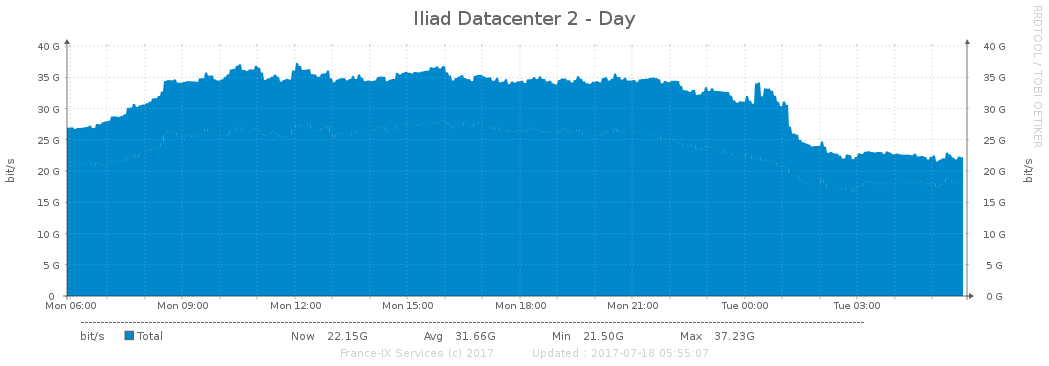 Iliad Datacenter 2 - Day
RRDTOOL / TOBI OETIKER
bit/s
40 G
35 G
30 G
25 G
20 G
15 G
10 G
5 G
0
40 G
35 G
30 G
25 G
20 G
15 G
10 G
5 G
0 G
bit/s
Mon 06:00 Mon 09:00 Mon 12:00 Mon 15:00 Mon 18:00 Mon 21:00 Tue 00:00 Tue 03:00
bit/s Total Now 22.15G Avg 31.66G Min 21.50G Max 37.23G
France-IX Services (c) 2017 Updated : 2017-07-18 05:55:07